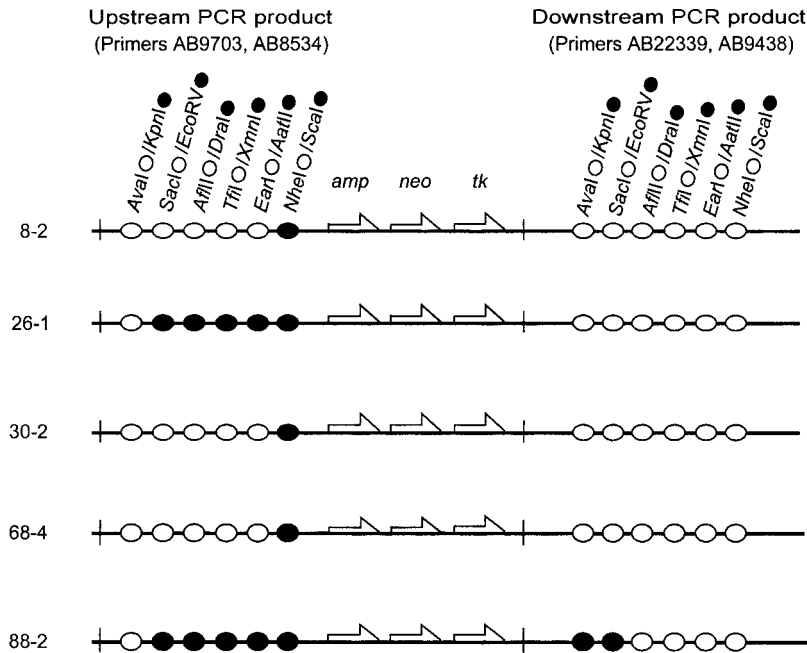 Upstream PCR product
(Primers AB9703, AB8534)
Downstream PCR product
(Primers AB22339, AB9438)
AvaI○/KpnI●
SacI○/EcoRV●
AflII○/DraI●
TfiI○/XmnI●
EarI○/AatII●
NheI○/ScaI●
amp
neo
tk
AvaI○/KpnI●
SacI○/EcoRV●
AflII○/DraI●
TfiI○/XmnI●
EarI○/AatII●
NheI○/ScaI●
8-2
26-1
30-2
68-4
88-2